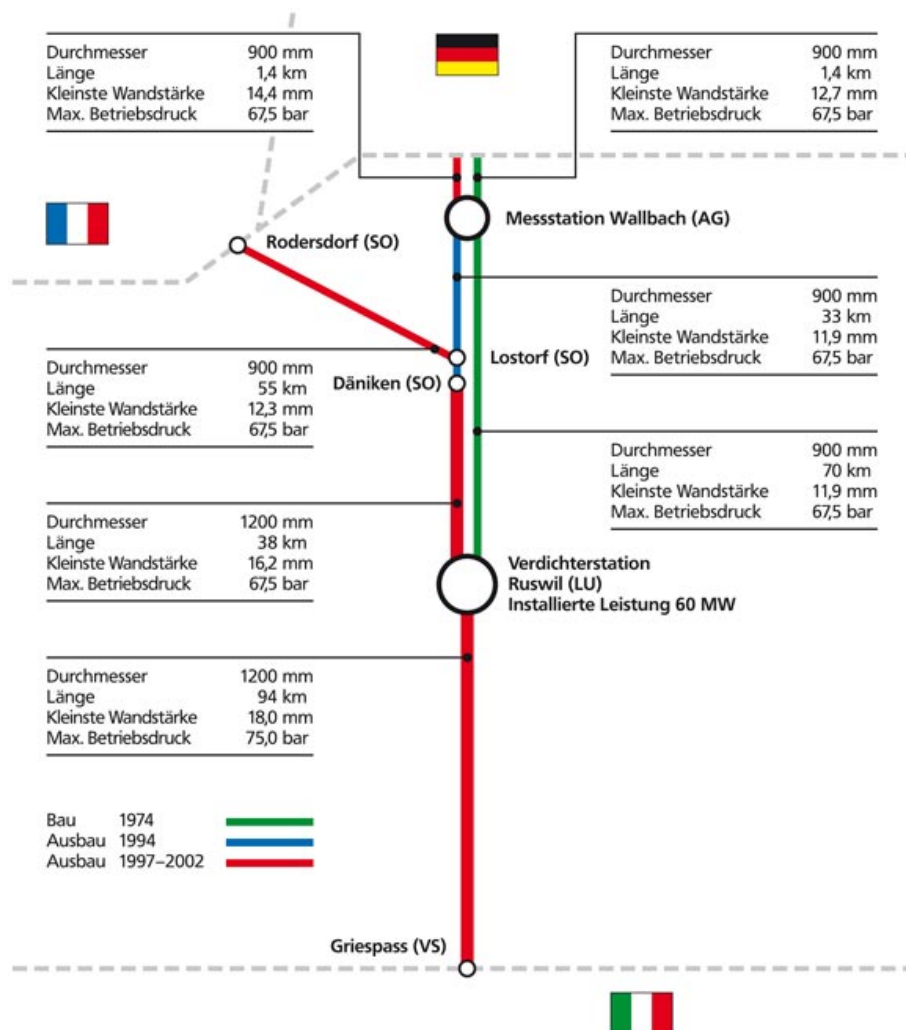 Durchmesser 900 mm
Länge 1,4 km
Kleinste Wandstärke 14,4 mm
Max. Betriebsdruck 67,5 bar
Durchmesser 900 mm
Länge 1,4 km
Kleinste Wandstärke 12,7 mm
Max. Betriebsdruck 67,5 bar
Messstation Wallbach (AG)
Rodersdorf (SO)
Durchmesser 900 mm
Länge 33 km
Kleinste Wandstärke 11,9 mm
Max. Betriebsdruck 67,5 bar
Lostorf (SO)
Däniken (SO)
Durchmesser 900 mm
Länge 55 km
Kleinste Wandstärke 12,3 mm
Max. Betriebsdruck 67,5 bar
Durchmesser 900 mm
Länge 70 km
Kleinste Wandstärke 11,9 mm
Max. Betriebsdruck 67,5 bar
Durchmesser 1200 mm
Länge 38 km
Kleinste Wandstärke 16,2 mm
Max. Betriebsdruck 67,5 bar
Verdichterstation
Ruswil (LU)
Installierte Leistung 60 MW
Durchmesser 1200 mm
Länge 94 km
Kleinste Wandstärke 18,0 mm
Max. Betriebsdruck 75,0 bar
Bau 1974
Ausbau 1994
Ausbau 1997–2002
Griespass (VS)